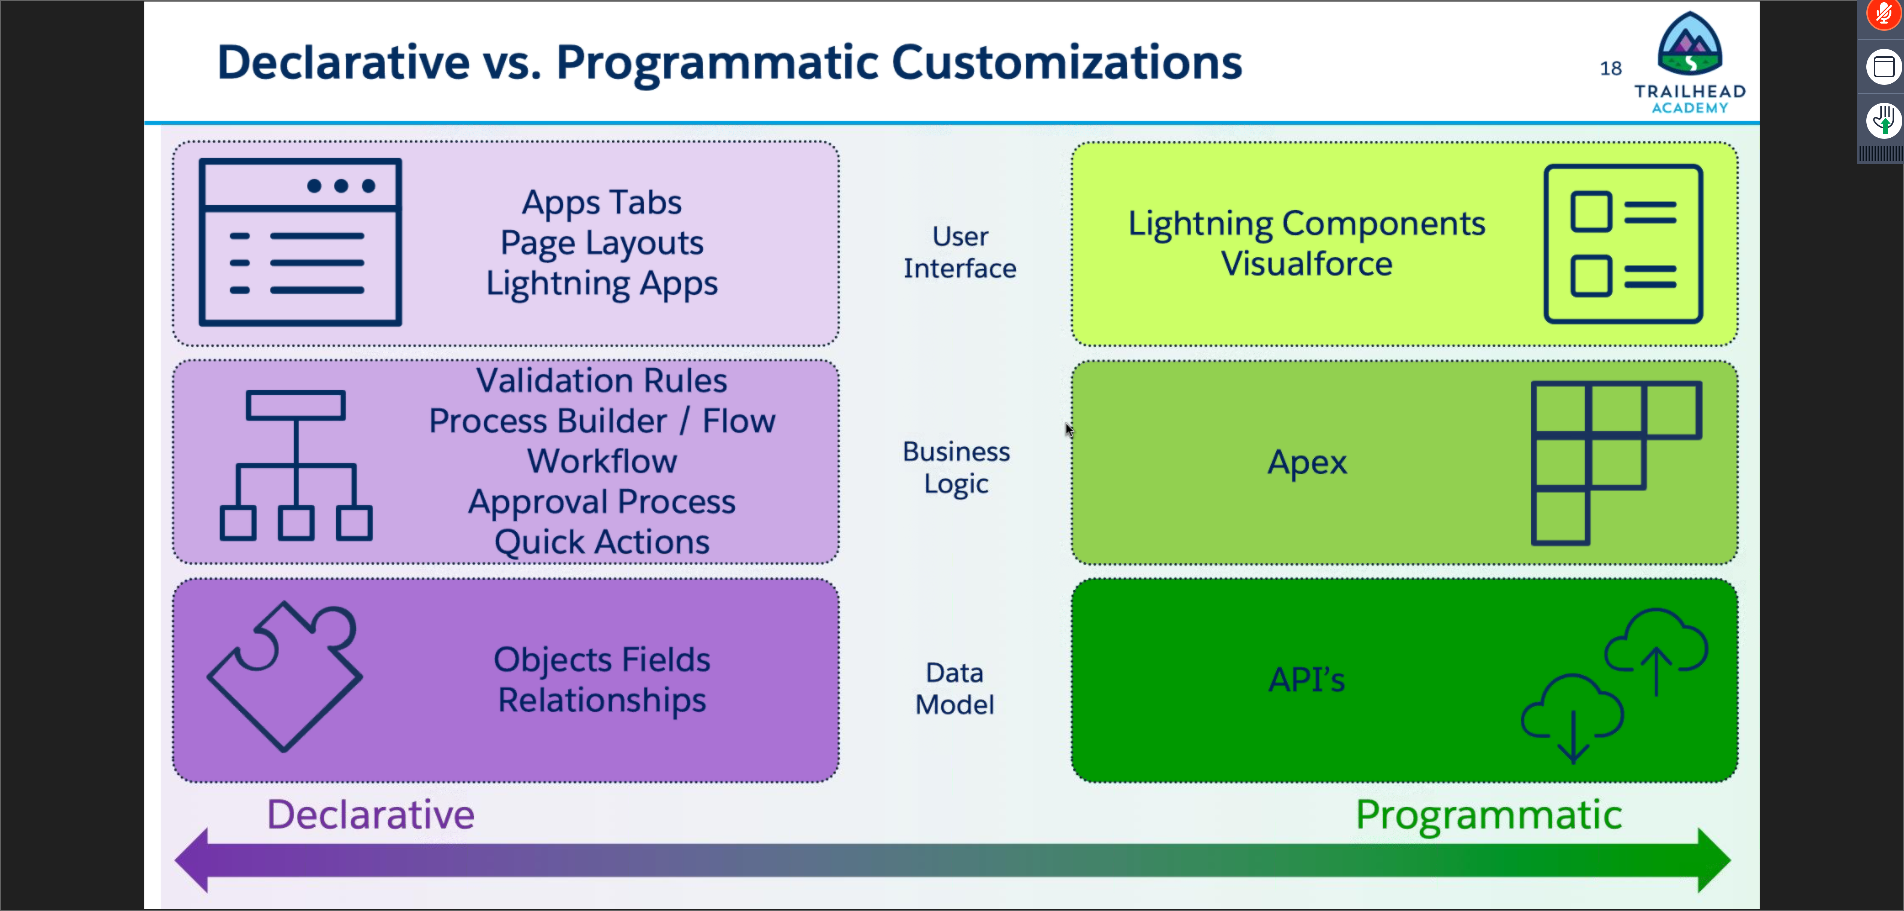 Declarative vs. Programmatic Customizations
18
TRAILHEAD
ACADEMY
Apps Tabs
Page Layouts
Lightning Apps
User
Interface
Lightning Components
Visualforce
Validation Rules
Process Builder / Flow
Workflow
Approval Process
Quick Actions
Business
Logic
Apex
Objects Fields
Relationships
Data
Model
API's
Declarative
Programmatic